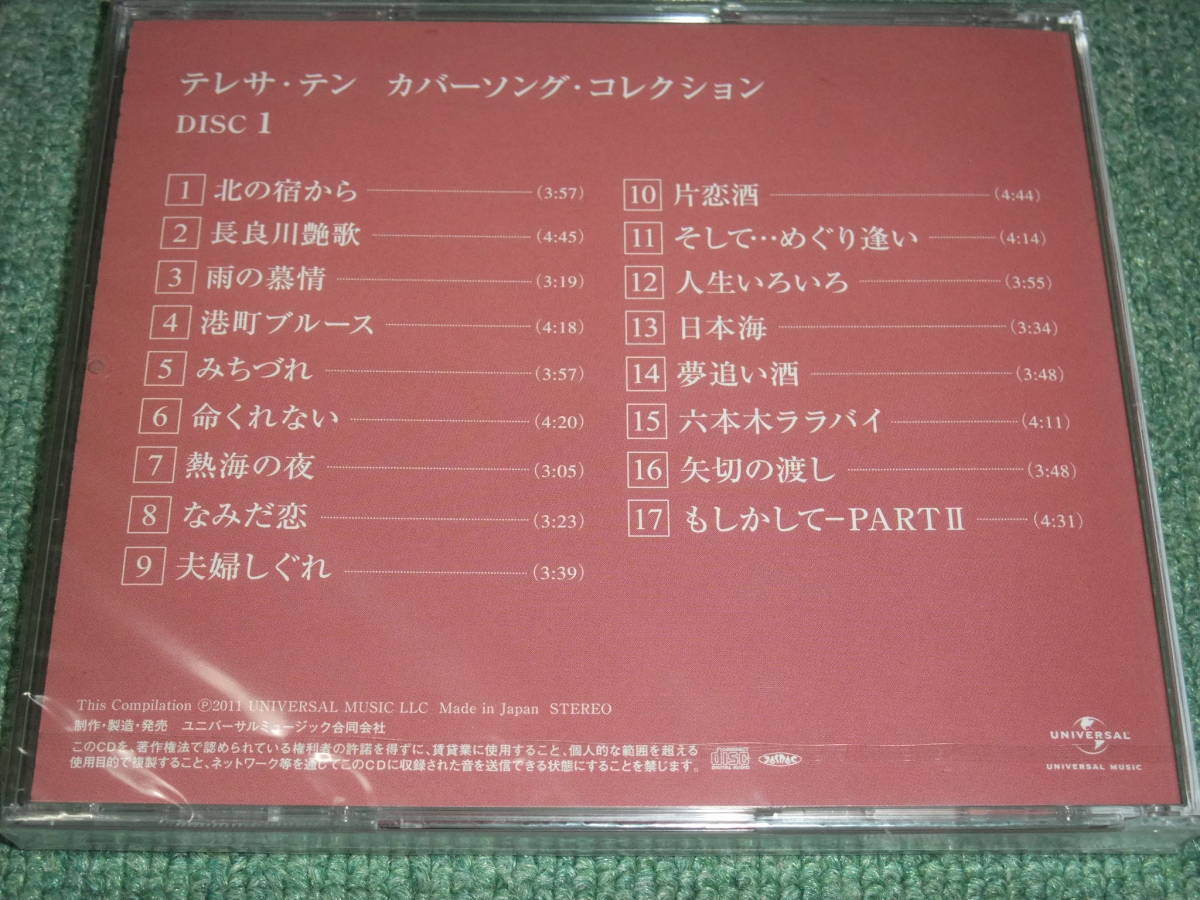 テレサ・テン　カバーソング・コレクション
DISC 1
1 北の宿から (3:57)
2 長良川艶歌 (4:45)
3 雨の慕情 (3:19)
4 港町ブルース (4:18)
5 みちづれ (3:57)
6 命くれない (4:20)
7 熱海の夜 (3:05)
8 なみだ恋 (3:23)
9 夫婦しぐれ (3:39)
10 片恋酒 (4:44)
11 そして…めぐり逢い (4:14)
12 人生いろいろ (3:55)
13 日本海 (3:34)
14 夢追い酒 (3:48)
15 六本木ララバイ (4:11)
16 矢切の渡し (3:48)
17 もしかして−PARTⅡ (4:31)
This Compilation Ⓟ2011 UNIVERSAL MUSIC LLC Made in Japan STEREO
制作・製造・発売　ユニバーサルミュージック合同会社
このCDを、著作権法で認められている権利者の許諾を得ずに、賃貸業に使用すること、個人的な範囲を超える
使用目的で複製すること、ネットワーク等を通じてこのCDに収録された音を送信できる状態にすることを禁じます。
disc
DIGITAL AUDIO
JASRAC
UNIVERSAL
UNIVERSAL MUSIC